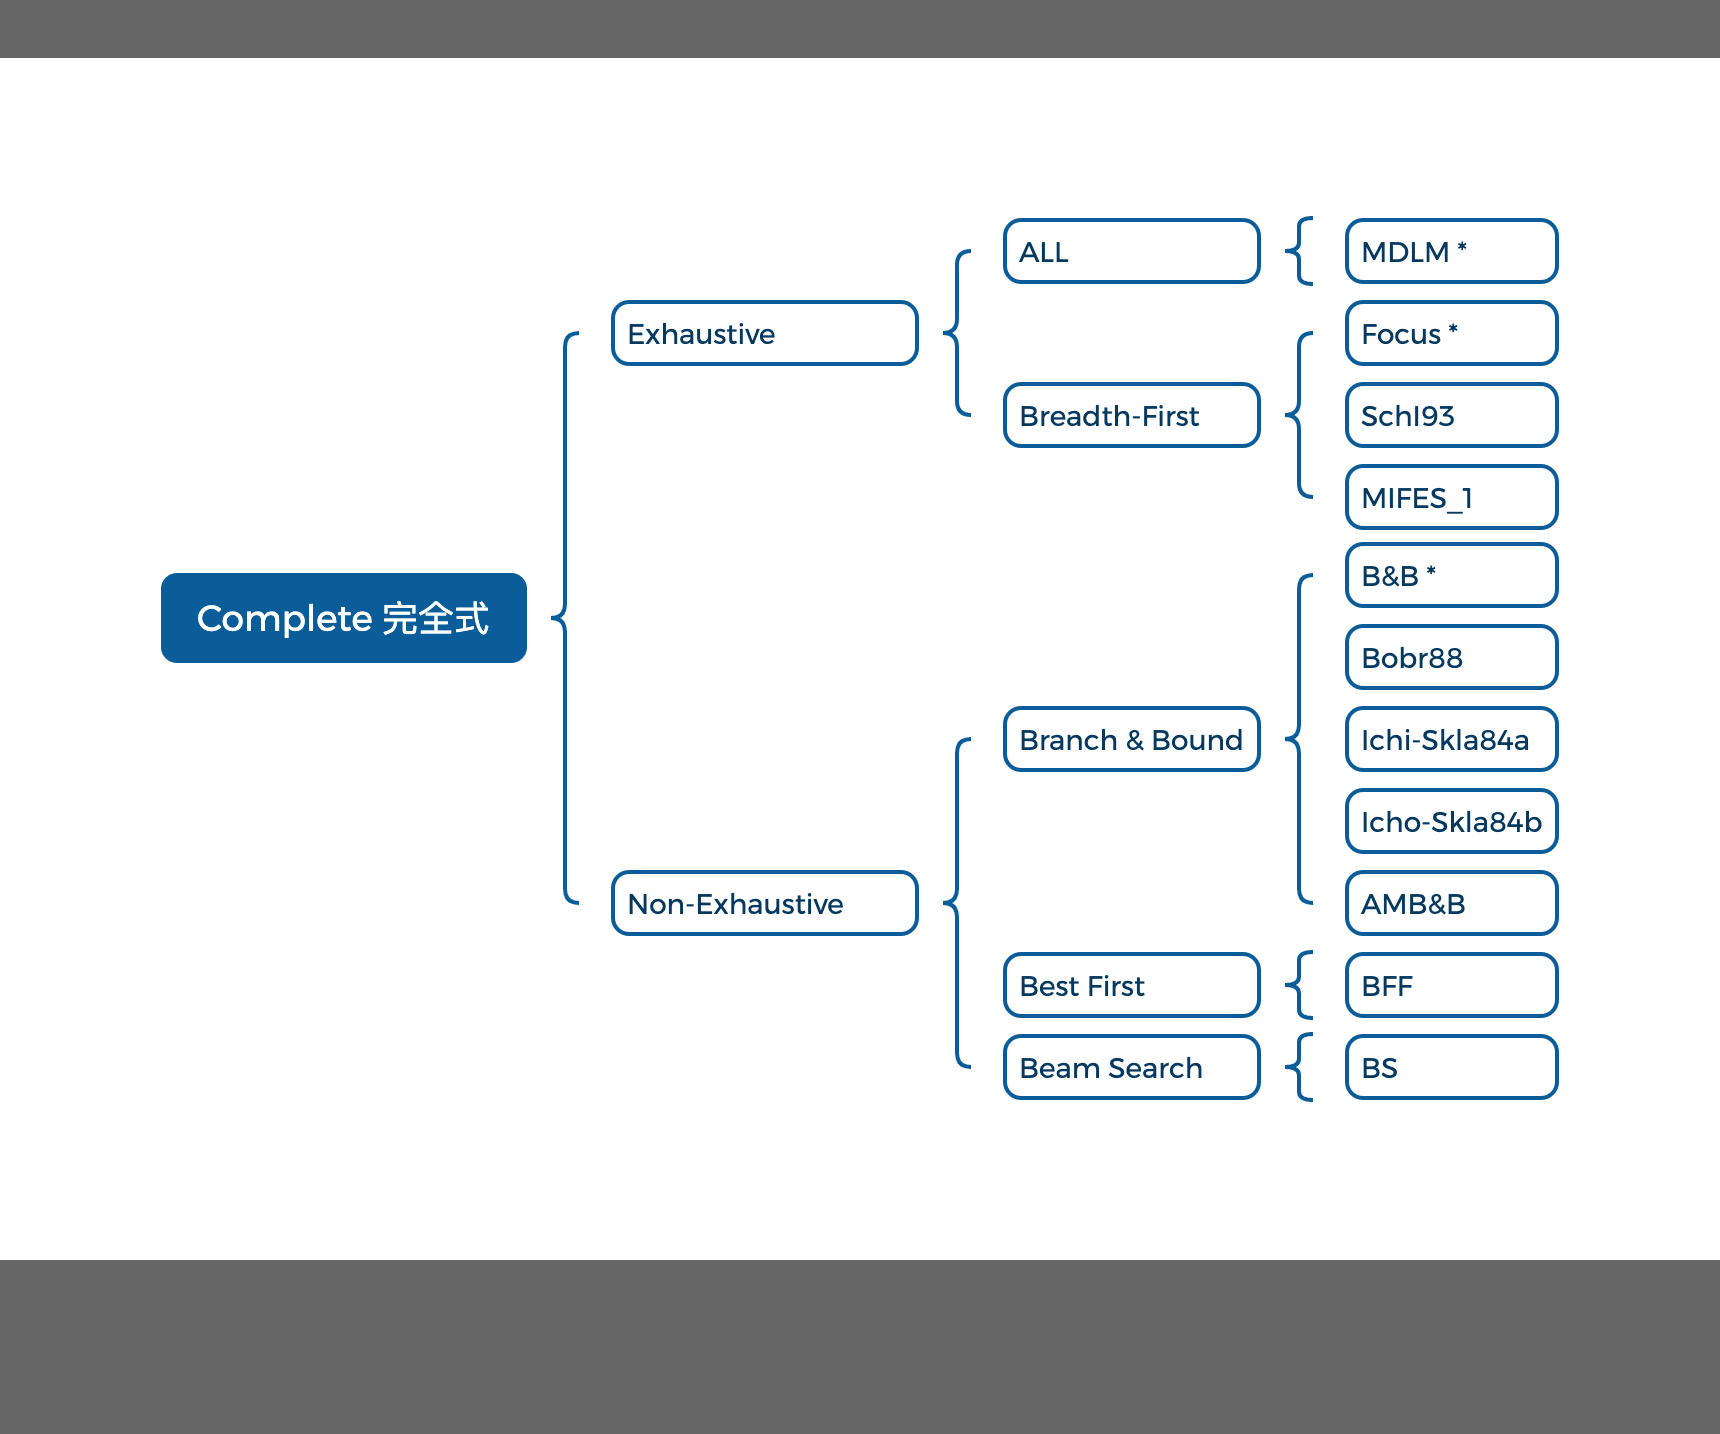 Complete 完全式
Exhaustive
ALL
MDLM *
Breadth-First
Focus *
SchI93
MIFES_1
Non-Exhaustive
Branch & Bound
B&B *
Bobr88
Ichi-Skla84a
Icho-Skla84b
AMB&B
Best First
BFF
Beam Search
BS